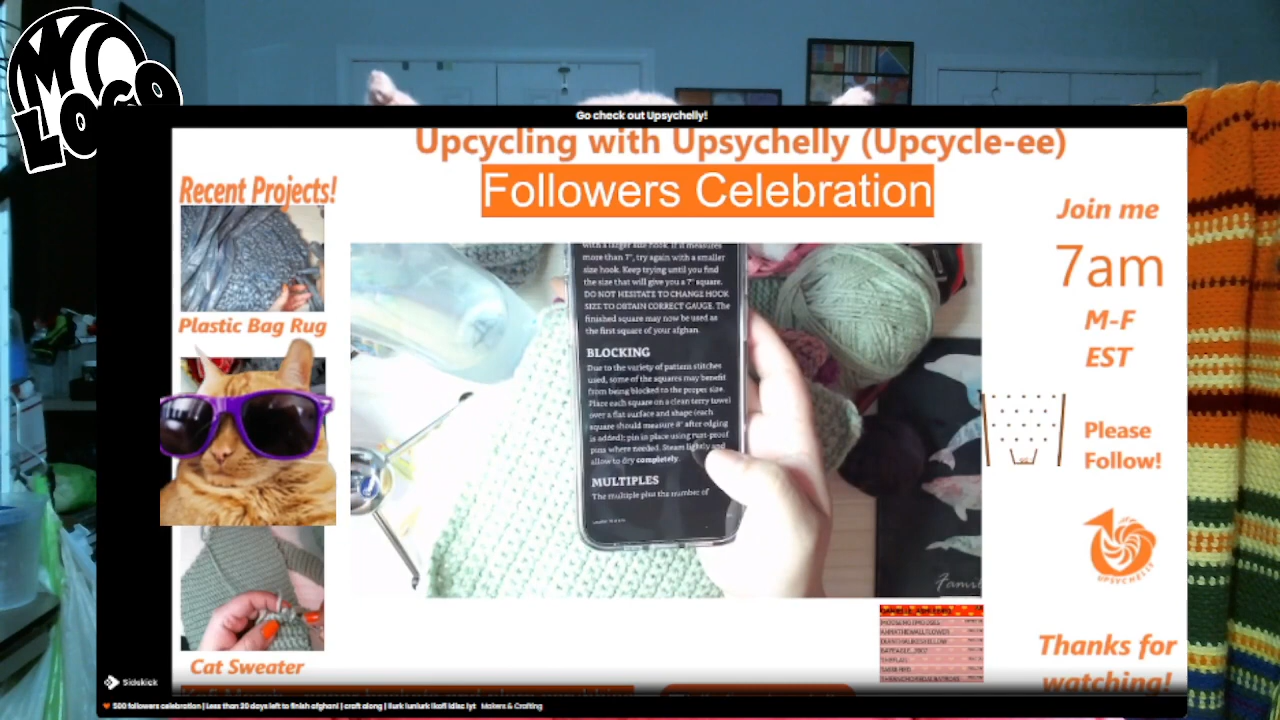 MC
LOGO
Go check out Upsychelly!
Upcycling with Upsychelly (Upcycle-ee)
Followers Celebration
Recent Projects!
Plastic Bag Rug
Cat Sweater
with a larger size hook. If it measures
more than 7", try again with a smaller
size hook. Keep trying until you find
the size that will give you a 7" square.
DO NOT HESITATE TO CHANGE HOOK
SIZE TO OBTAIN CORRECT GAUGE. The
finished square may now be used as
the first square of your afghan.
BLOCKING
Due to the variety of pattern stitches
used, some of the squares may benefit
from being blocked to the proper size.
Place each square on a clean terry towel
over a flat surface and shape (each
square should measure 8" after edging
is added); pin in place using rust-proof
pins where needed. Steam lightly and
allow to dry completely.
MULTIPLES
The multiple plus the number of
Join me
7am
M-F
EST
Please
Follow!
UPSYCHELLY
Thanks for
watching!
Sidekick
500 followers celebration | Less than 20 days left to finish afghan! | craft along | !lurk !unlurk !kofi !disc !yt Makers & Crafting